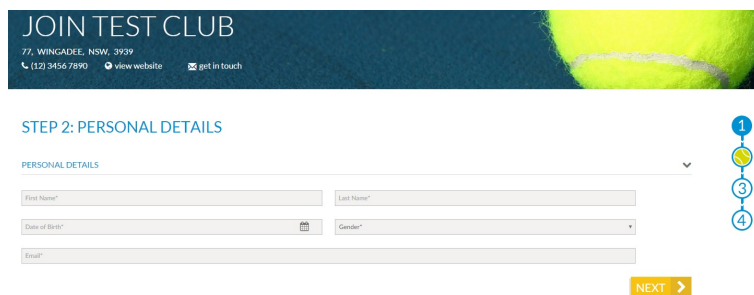 JOIN TEST CLUB
77, WINGADEE, NSW, 3939
(12) 3456 7890 view website get in touch
STEP 2: PERSONAL DETAILS
1
PERSONAL DETAILS
First Name* Last Name*
3
Date of Birth* Gender*
4
Email*
NEXT